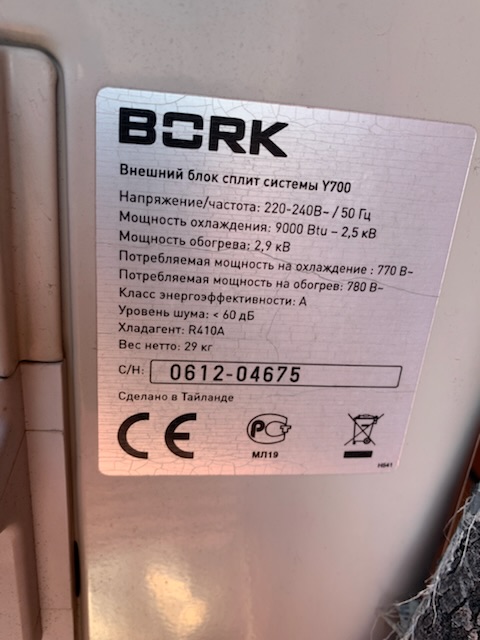 BORK
Внешний блок сплит системы Y700
Напряжение/частота: 220-240В~ / 50 Гц
Мощность охлаждения: 9000 Btu – 2,5 кВ
Мощность обогрева: 2,9 кВ
Потребляемая мощность на охлаждение : 770 В~
Потребляемая мощность на обогрев: 780 В~
Класс энергоэффективности: А
Уровень шума: < 60 дБ
Хладагент: R410A
Вес нетто: 29 кг
С/Н: 0612-04675
Сделано в Тайланде
CE
РС
МЛ19